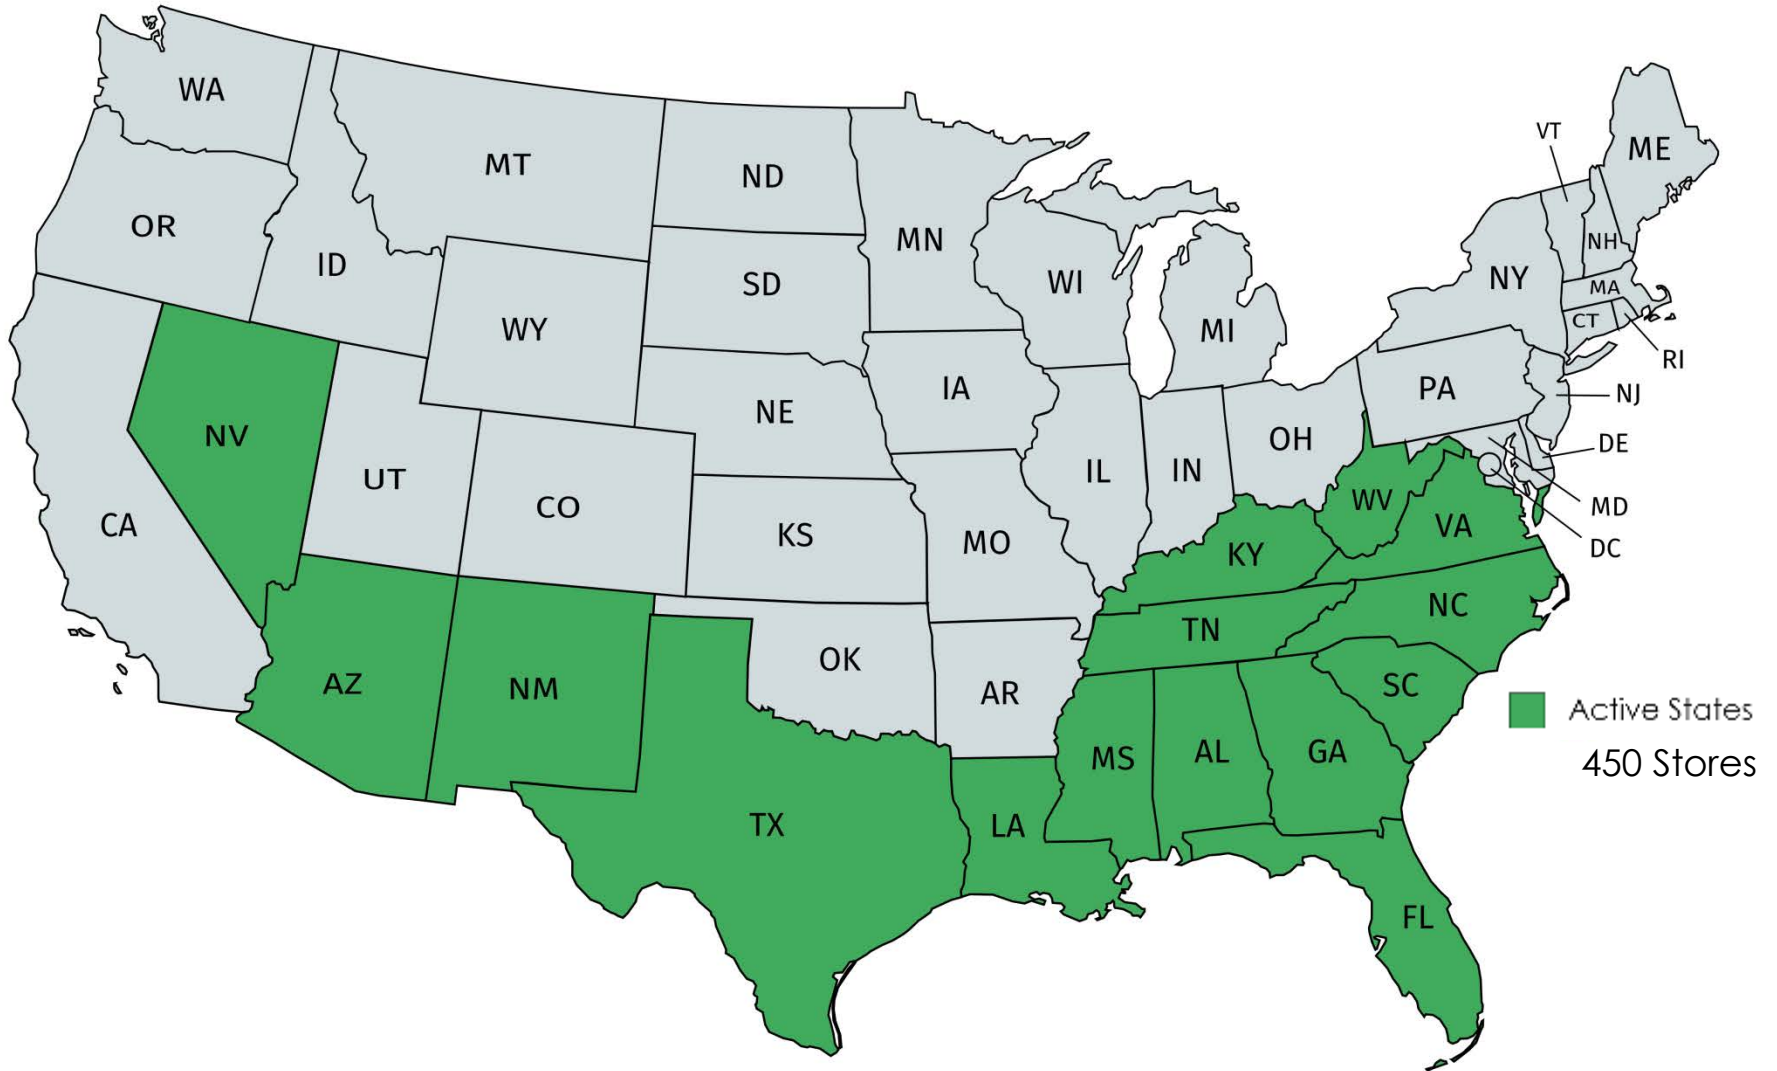 WA
MT
ND
MN
VT
ME
OR
ID
SD
WI
NY
NH
MA
CT
RI
WY
MI
IA
PA
NJ
NE
NV
OH
DE
UT
CO
IL
IN
WV
MD
CA
KS
MO
KY
VA
DC
NC
TN
OK
AZ
NM
AR
SC
Active States
MS
AL
GA
450 Stores
TX
LA
FL